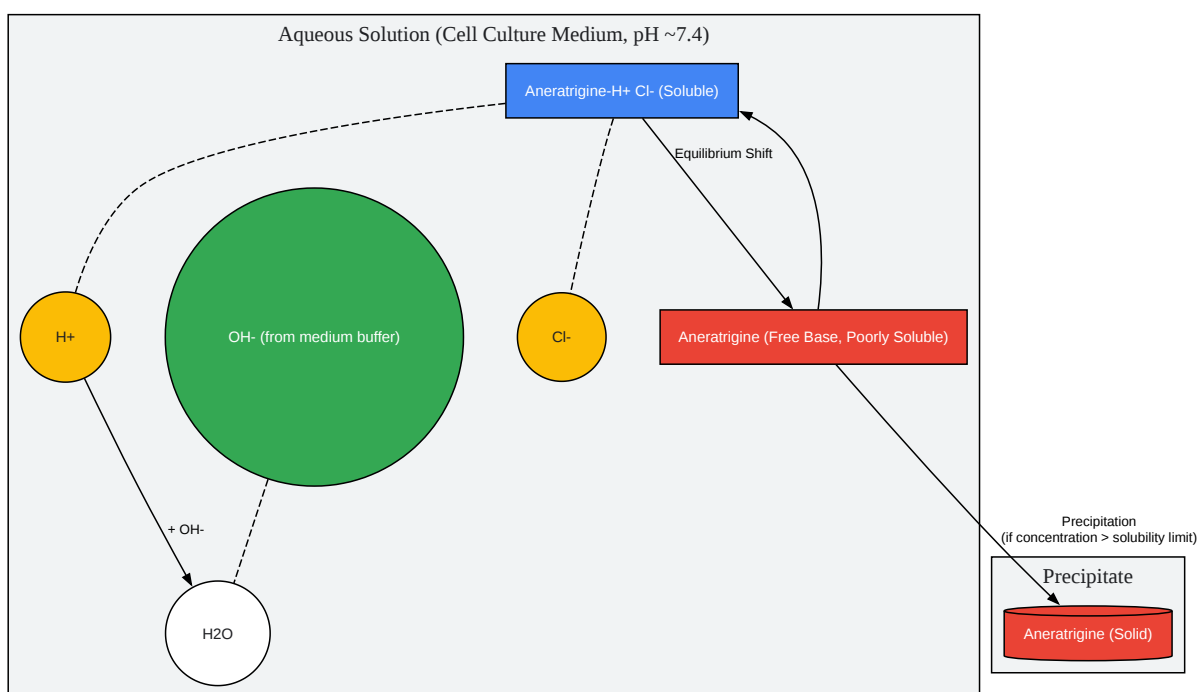 Aqueous Solution (Cell Culture Medium, pH ~7.4)
Aneratrigine-H+ Cl- (Soluble)
Equilibrium Shift
H+
OH- (from medium buffer)
Cl-
Aneratrigine (Free Base, Poorly Soluble)
+ OH-
Precipitation
(if concentration > solubility limit)
Precipitate
H2O
Aneratrigine (Solid)